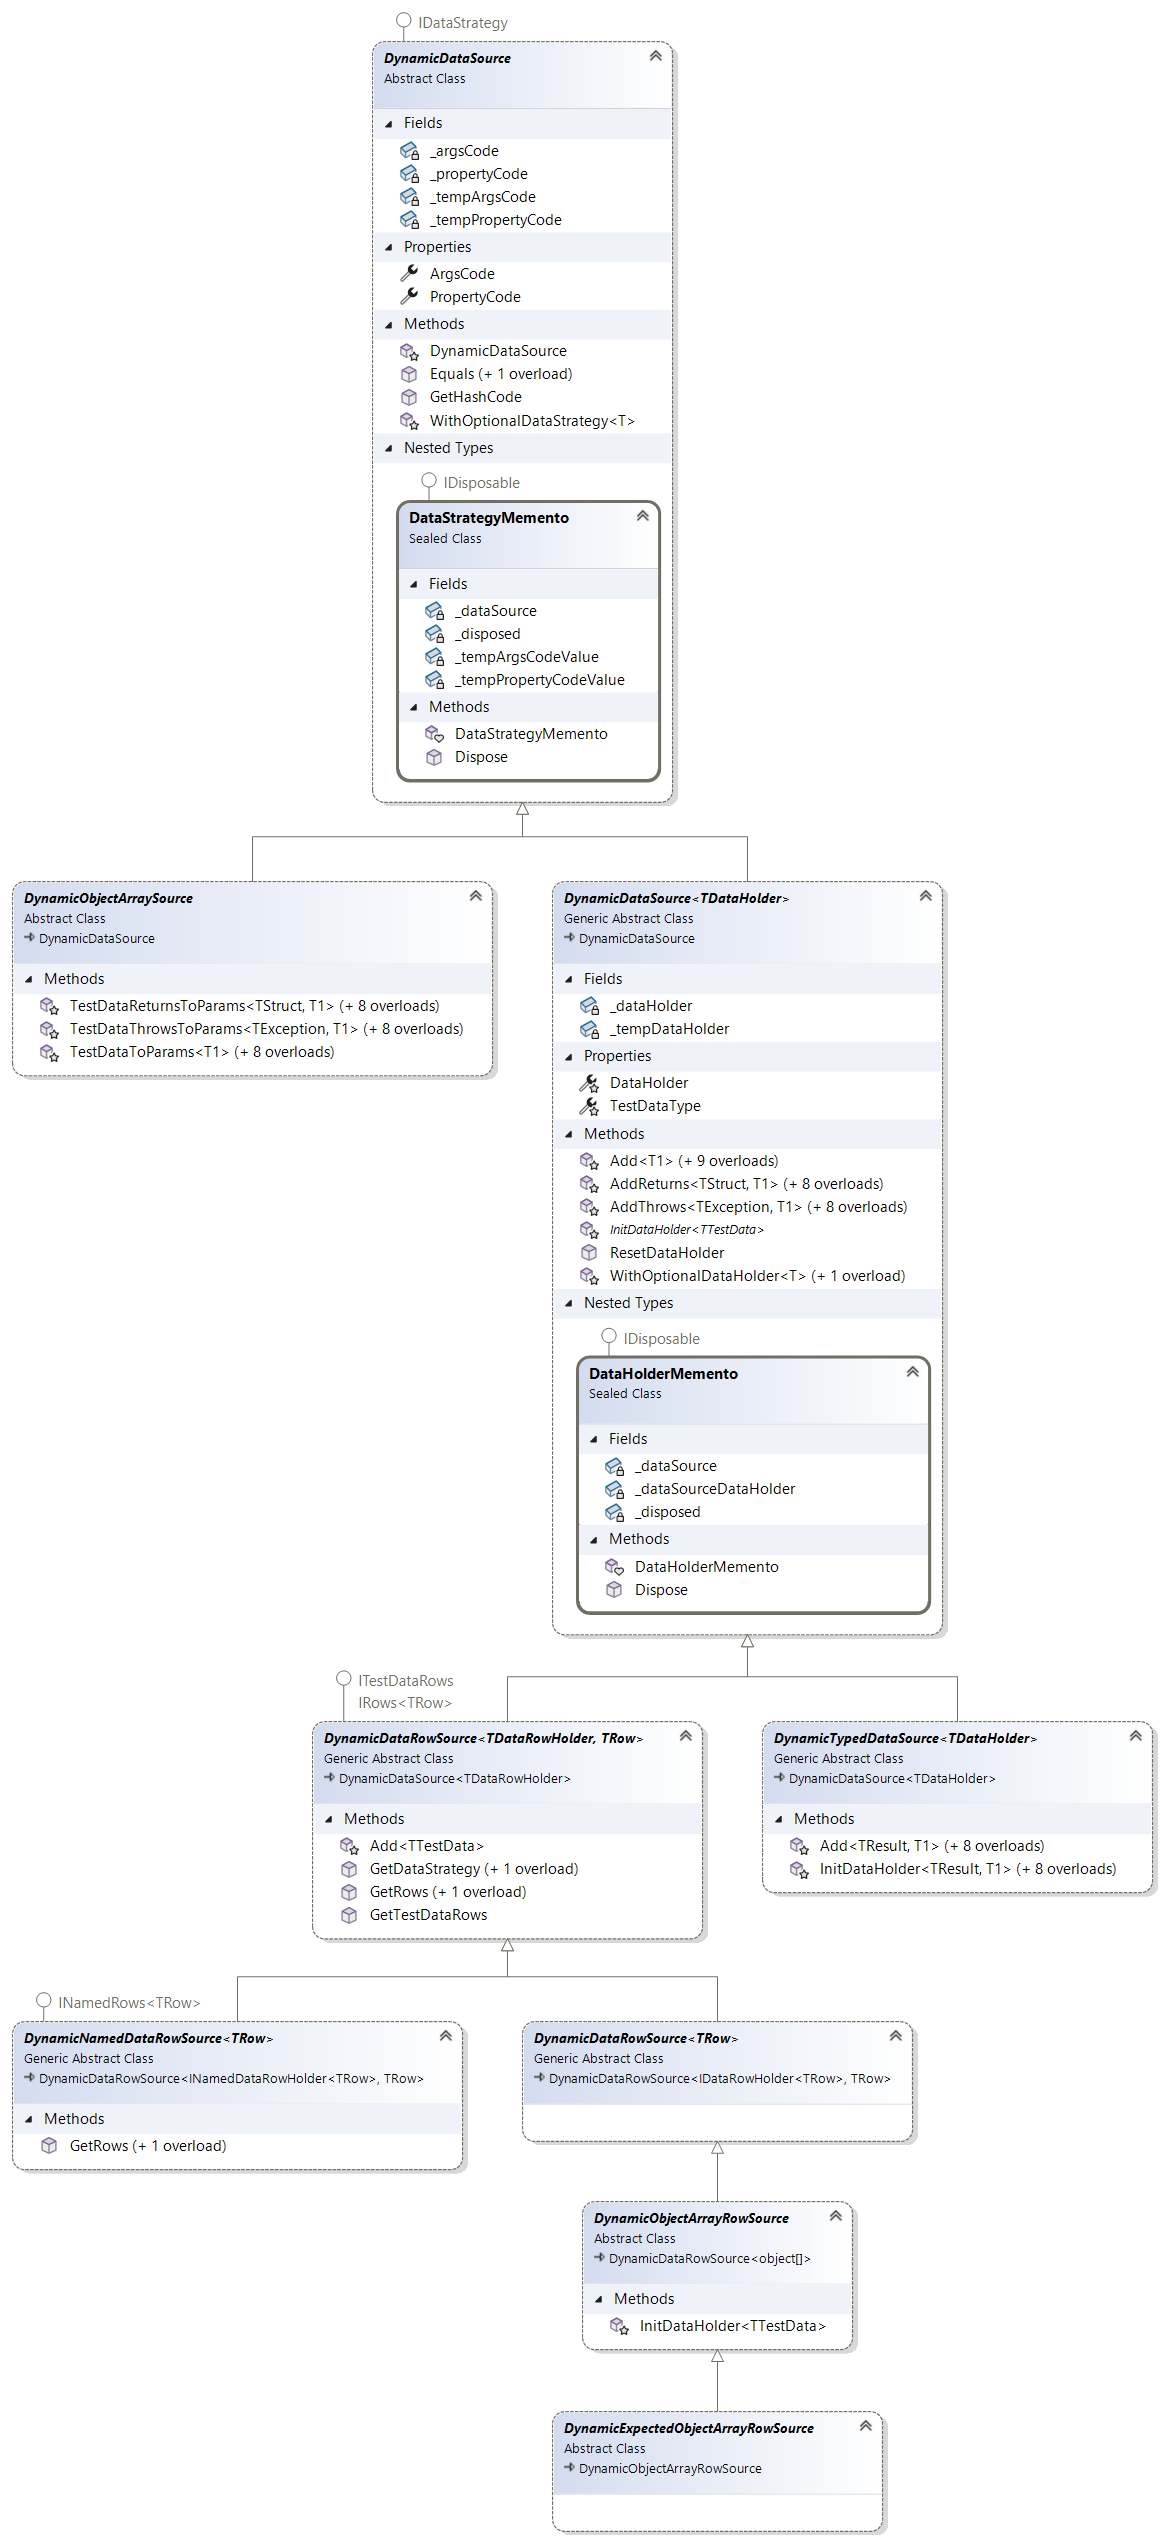 IDataStrategy
DynamicDataSource
Abstract Class
Fields
_argsCode
_propertyCode
_tempArgsCode
_tempPropertyCode
Properties
ArgsCode
PropertyCode
Methods
DynamicDataSource
Equals (+ 1 overload)
GetHashCode
WithOptionalDataStrategy<T>
Nested Types
IDisposable
DataStrategyMemento
Sealed Class
Fields
_dataSource
_disposed
_tempArgsCodeValue
_tempPropertyCodeValue
Methods
DataStrategyMemento
Dispose
DynamicObjectArraySource
Abstract Class
DynamicDataSource
Methods
TestDataReturnsToParams<TStruct, T1> (+ 8 overloads)
TestDataThrowsToParams<TException, T1> (+ 8 overloads)
TestDataToParams<T1> (+ 8 overloads)
DynamicDataSource<TDataHolder>
Generic Abstract Class
DynamicDataSource
Fields
_dataHolder
_tempDataHolder
Properties
DataHolder
TestDataType
Methods
Add<T1> (+ 9 overloads)
AddReturns<TStruct, T1> (+ 8 overloads)
AddThrows<TException, T1> (+ 8 overloads)
InitDataHolder<TTestData>
ResetDataHolder
WithOptionalDataHolder<T> (+ 1 overload)
Nested Types
IDisposable
DataHolderMemento
Sealed Class
Fields
_dataSource
_dataSourceDataHolder
_disposed
Methods
DataHolderMemento
Dispose
ITestDataRows
IRows<TRow>
DynamicDataRowSource<TDataRowHolder, TRow>
Generic Abstract Class
DynamicDataSource<TDataRowHolder>
Methods
Add<TTestData>
GetDataStrategy (+ 1 overload)
GetRows (+ 1 overload)
GetTestDataRows
DynamicTypedDataSource<TDataHolder>
Generic Abstract Class
DynamicDataSource<TDataHolder>
Methods
Add<TResult, T1> (+ 8 overloads)
InitDataHolder<TResult, T1> (+ 8 overloads)
INamedRows<TRow>
DynamicNamedDataRowSource<TRow>
Generic Abstract Class
DynamicDataRowSource<INamedDataRowHolder<TRow>, TRow>
Methods
GetRows (+ 1 overload)
DynamicDataRowSource<TRow>
Generic Abstract Class
DynamicDataRowSource<IDataRowHolder<TRow>, TRow>
DynamicObjectArrayRowSource
Abstract Class
DynamicDataRowSource<object[]>
Methods
InitDataHolder<TTestData>
DynamicExpectedObjectArrayRowSource
Abstract Class
DynamicObjectArrayRowSource